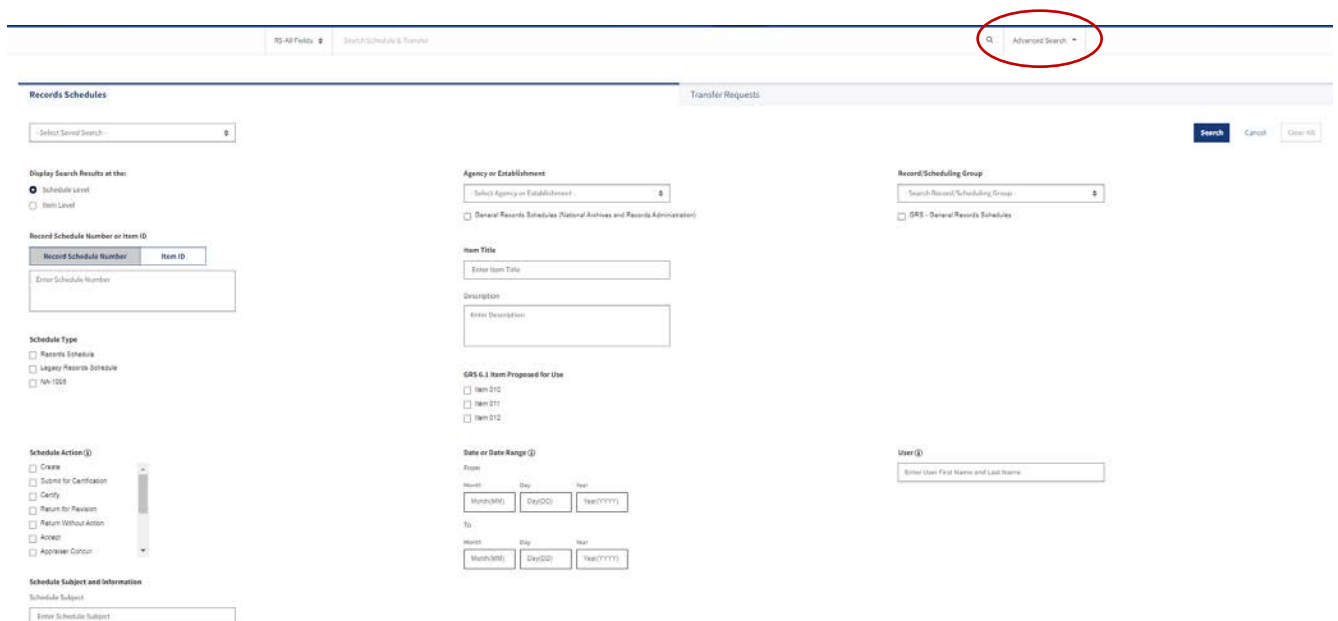 RS-All Fields
Search Schedule & Transfer
Advanced Search
Records Schedules
Transfer Requests
- Select Saved Search -
Search
Cancel
Clear All
Display Search Results at the:
Schedule Level
Item Level
Agency or Establishment
- Select Agency or Establishment -
General Records Schedules (National Archives and Records Administration)
Record/Scheduling Group
- Search Record/Scheduling Group -
GRS - General Records Schedules
Record Schedule Number or Item ID
Record Schedule Number
Item ID
Enter Schedule Number
Item Title
Enter Item Title
Description
Enter Description
Schedule Type
Records Schedule
Legacy Records Schedule
NA-1005
GRS 6.1 Item Proposed for Use
Item 010
Item 011
Item 012
Schedule Action
Create
Submit for Certification
Certify
Return for Revision
Return Without Action
Accept
Appraiser Concur
Date or Date Range
From
Month Day Year
Month(MM) Day(DD) Year(YYYY)
To
Month Day Year
Month(MM) Day(DD) Year(YYYY)
User
Enter User First Name and Last Name
Schedule Subject and Information
Schedule Subject
Enter Schedule Subject